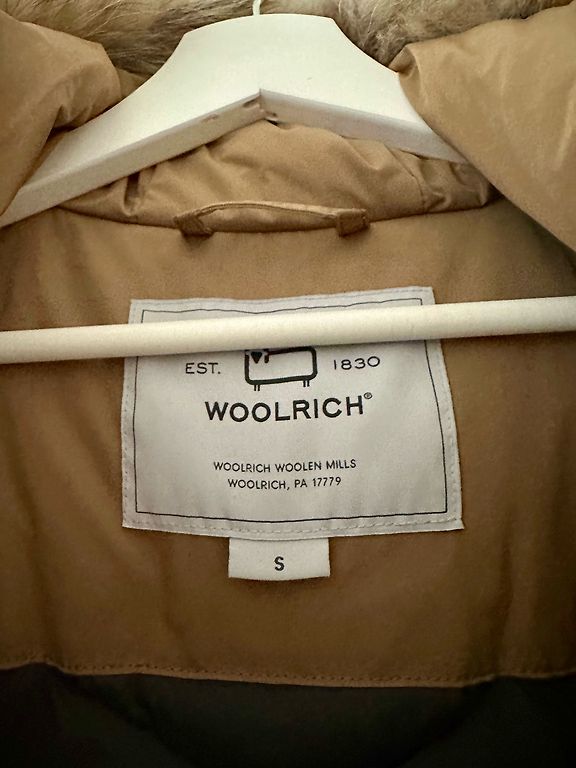 EST. 1830
WOOLRICH®
WOOLRICH WOOLEN MILLS
WOOLRICH, PA 17779
S